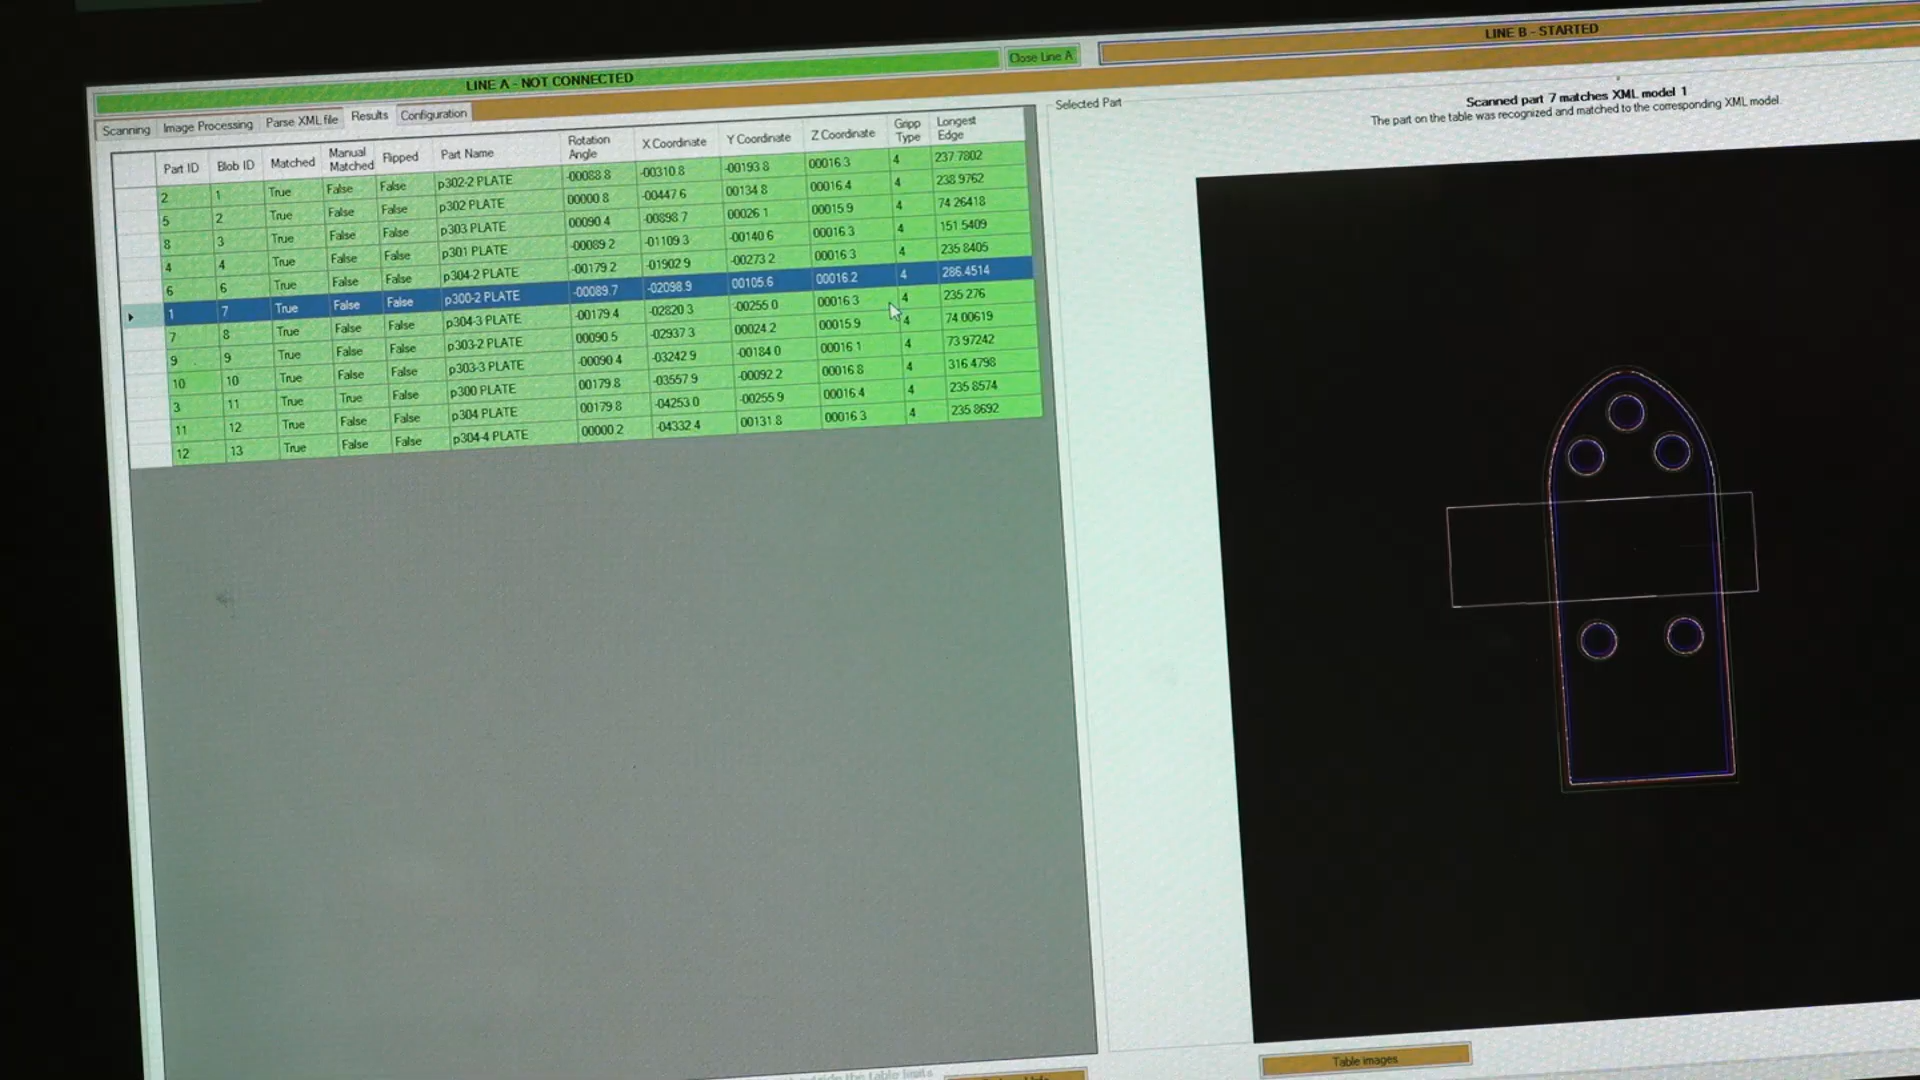 LINE A - NOT CONNECTED
Close Line A
LINE B - STARTED
Scanning Image Processing Parse XML file Results Configuration
Selected Part
Scanned part 7 matches XML model 1
The part on the table was recognized and matched to the corresponding XML model.
Part ID Blob ID Matched Manual Matched Flipped Part Name Rotation Angle X Coordinate Y Coordinate Z Coordinate Gripp Type Longest Edge
2 1 True False False p302-2 PLATE -00088.8 -00310.8 -00193.8 00016.3 4 237.7802
5 2 True False False p302 PLATE 00000.8 -00447.6 00134.8 00016.4 4 238.9762
8 3 True False False p303 PLATE 00090.4 -00898.7 00026.1 00015.9 4 74.26418
4 4 True False False p301 PLATE -00089.2 -01109.3 -00140.6 00016.3 4 151.5409
6 6 True False False p304-2 PLATE -00179.2 -01902.9 -00273.2 00016.3 4 235.8405
1 7 True False False p300-2 PLATE -00089.7 -02098.9 00105.6 00016.2 4 286.4514
7 8 True False False p304-3 PLATE -00179.4 -02820.3 -00255.0 00016.3 4 235.276
9 9 True False False p303-2 PLATE 00090.5 -02937.3 00024.2 00015.9 4 74.00619
10 10 True False False p303-3 PLATE -00090.4 -03242.9 -00184.0 00016.1 4 73.97242
3 11 True True False p300 PLATE 00179.8 -03557.9 -00092.2 00016.8 4 316.4798
11 12 True False False p304 PLATE 00179.8 -04253.0 -00255.9 00016.4 4 235.8574
12 13 True False False p304-4 PLATE 00000.2 -04332.4 00131.8 00016.3 4 235.8692
Table images
the table limits